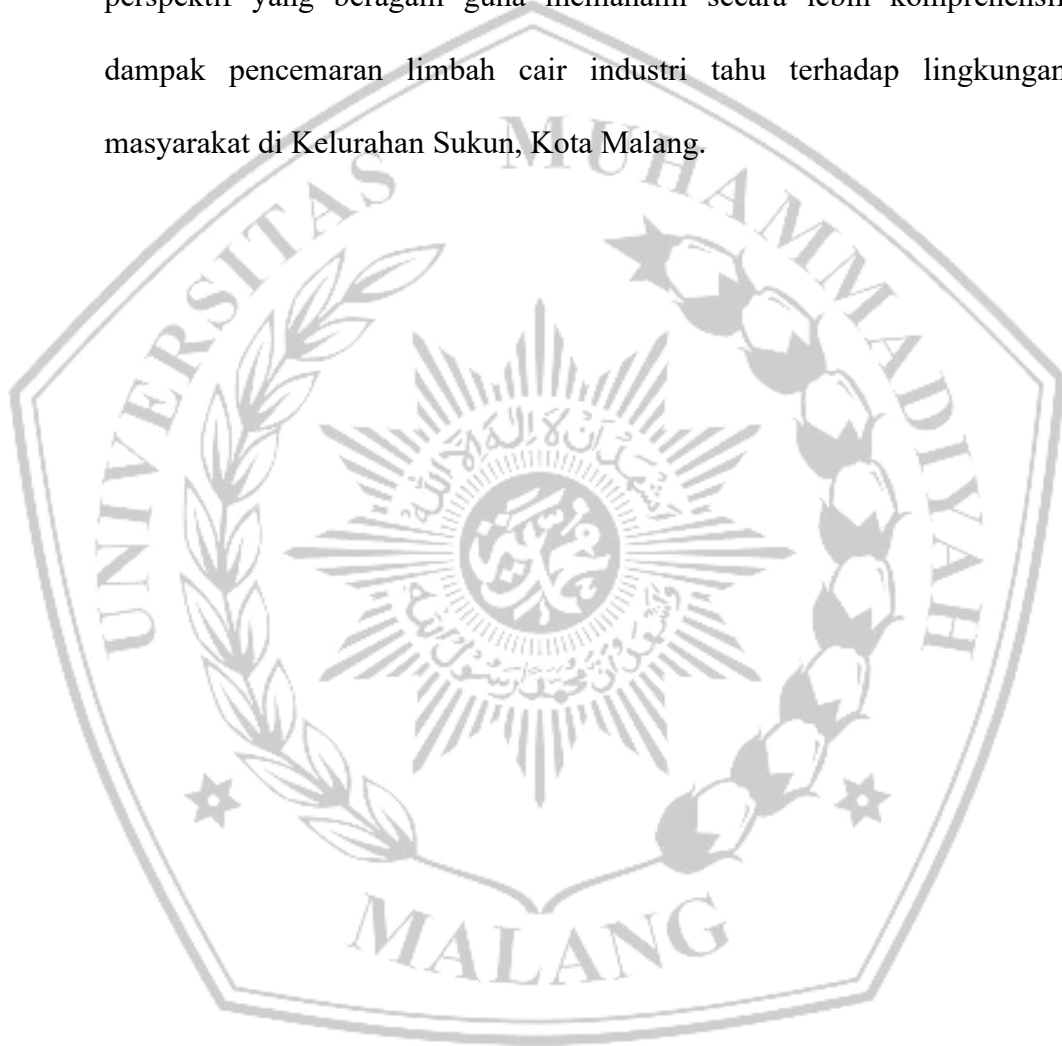 perspektif yang beragam guna memahami secara lebih komprehensif
dampak pencemaran limbah cair industri tahu terhadap lingkungan
masyarakat di Kelurahan Sukun, Kota Malang.
UNIVERSITAS MUHAMMADIYAH
MALANG